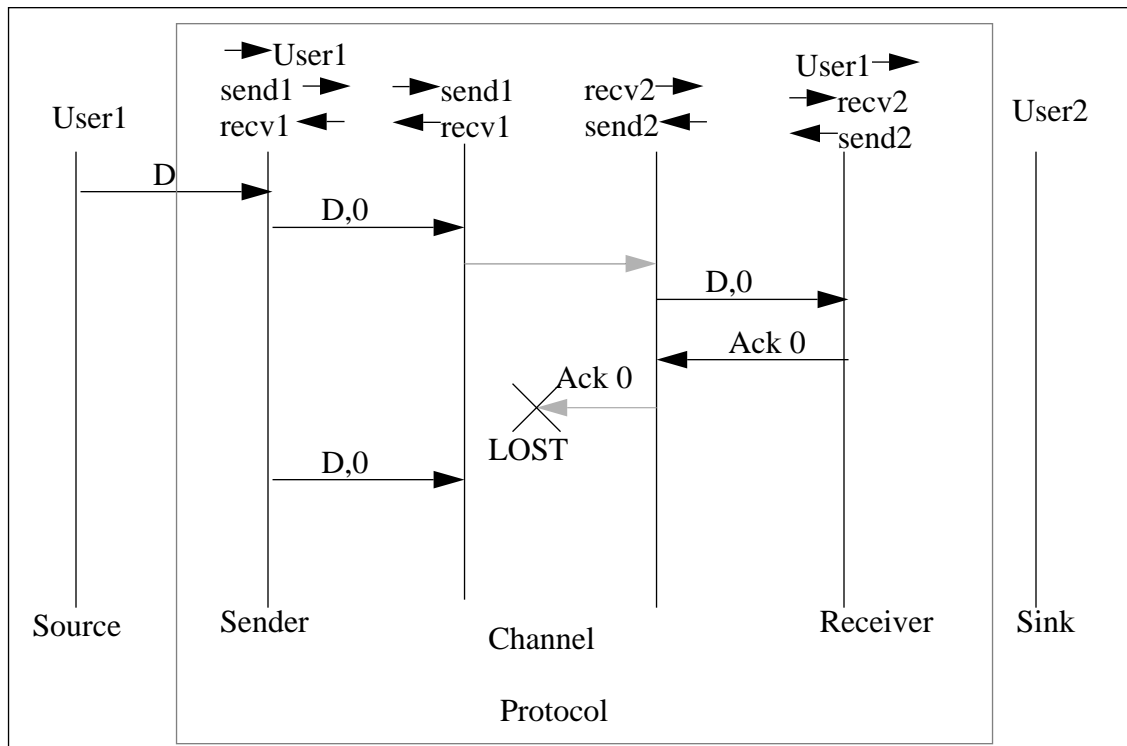 User1
send1
recv1
send1
recv1
recv2
send2
User1
recv2
send2
User1
User2
D
D,0
D,0
Ack 0
Ack 0
LOST
D,0
Source
Sender
Channel
Receiver
Sink
Protocol